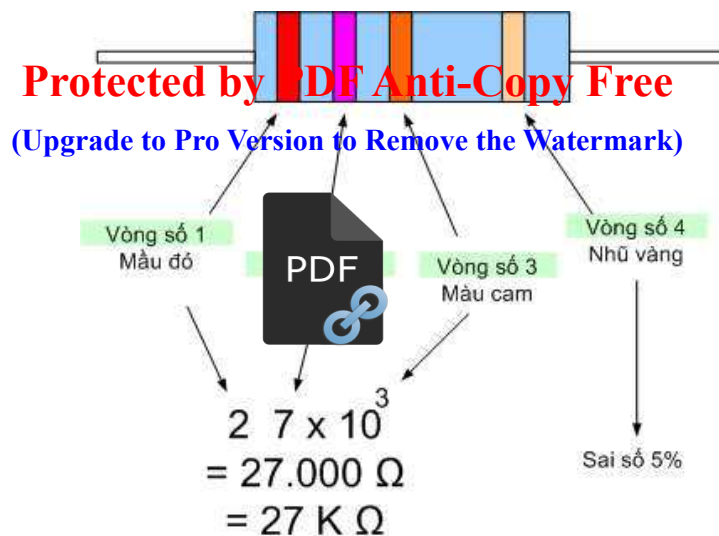 Protected by PDF Anti-Copy Free
(Upgrade to Pro Version to Remove the Watermark)
Vòng số 1
Mầu đỏ
PDF
Vòng số 3
Màu cam
Vòng số 4
Nhũ vàng
2 7 x 10³
= 27.000 Ω
= 27 K Ω
Sai số 5%